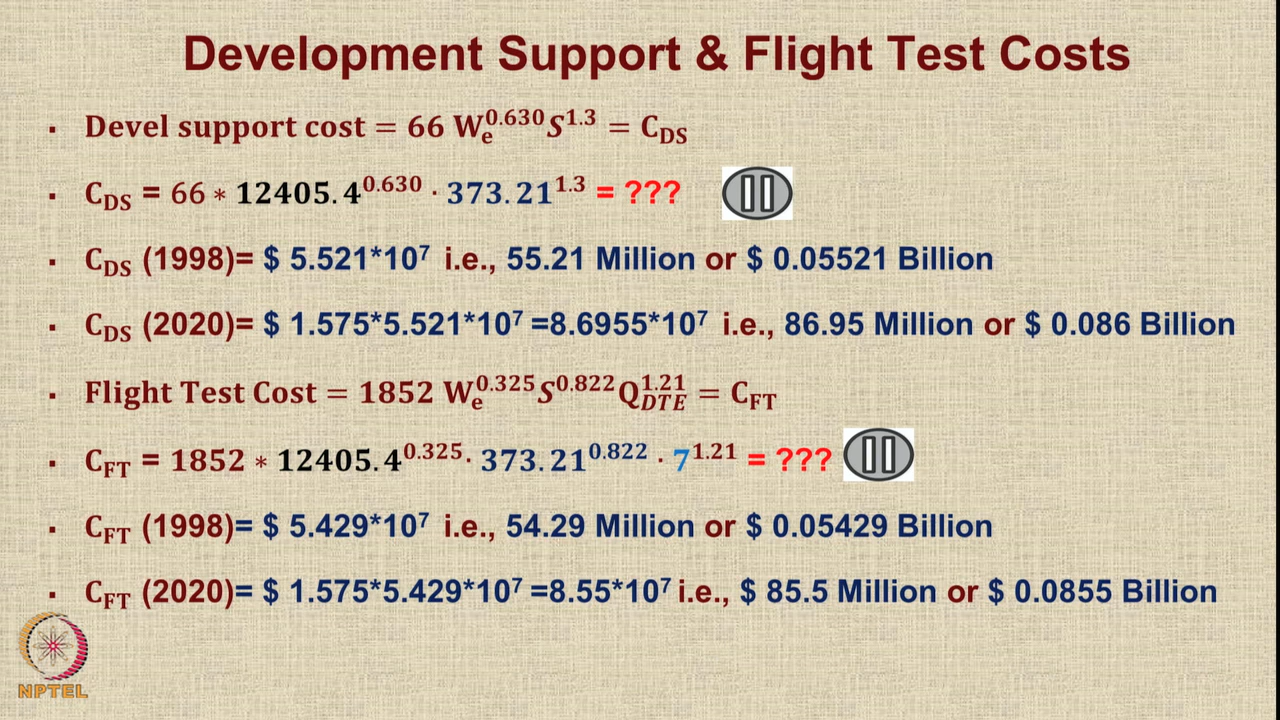 Development Support & Flight Test Costs
▪ Devel support cost = 66 Wₑ^0.630 S^1.3 = C_DS
▪ C_DS = 66 ∗ 12405.4^0.630 · 373.21^1.3 = ???
▪ C_DS (1998)= $ 5.521*10^7 i.e., 55.21 Million or $ 0.05521 Billion
▪ C_DS (2020)= $ 1.575*5.521*10^7 =8.6955*10^7 i.e., 86.95 Million or $ 0.086 Billion
▪ Flight Test Cost = 1852 Wₑ^0.325 S^0.822 Q_DTE^1.21 = C_FT
▪ C_FT = 1852 ∗ 12405.4^0.325 · 373.21^0.822 · 7^1.21 = ???
▪ C_FT (1998)= $ 5.429*10^7 i.e., 54.29 Million or $ 0.05429 Billion
▪ C_FT (2020)= $ 1.575*5.429*10^7 =8.55*10^7 i.e., $ 85.5 Million or $ 0.0855 Billion
NPTEL